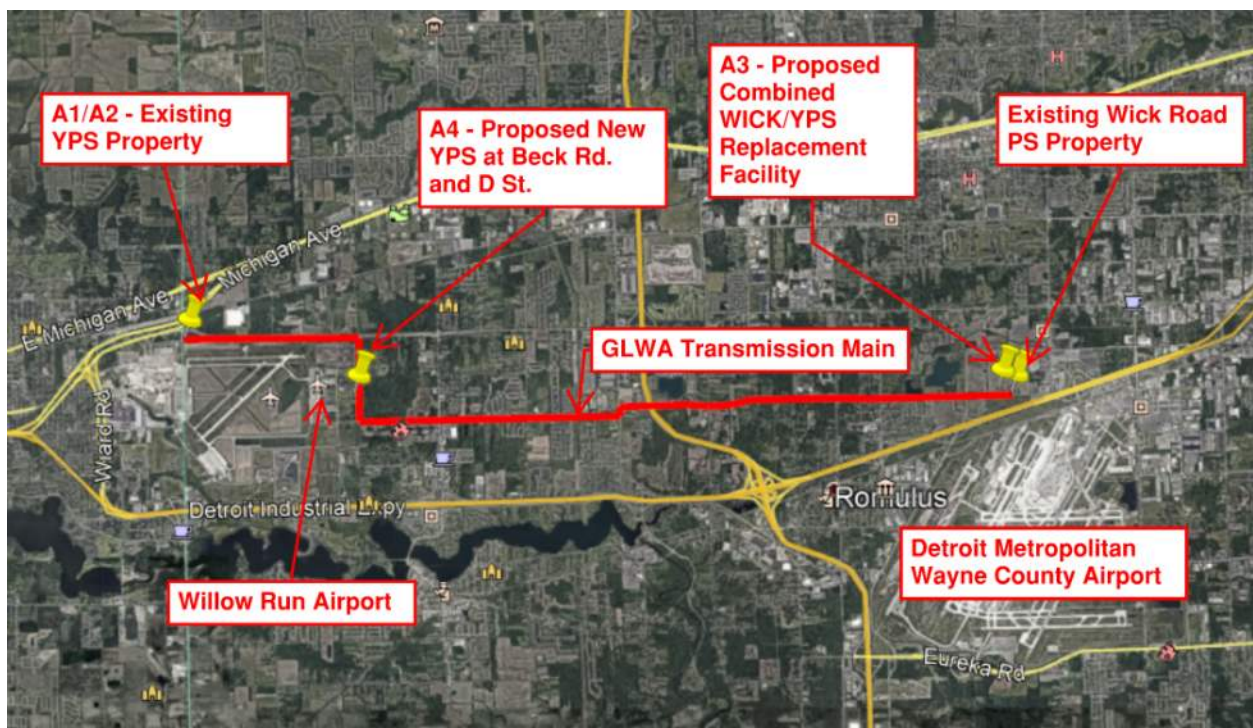 A1/A2 - Existing
YPS Property
A4 - Proposed New
YPS at Beck Rd.
and D St.
A3 - Proposed
Combined
WICK/YPS
Replacement
Facility
Existing Wick Road
PS Property
E Michigan Ave
Michigan Ave
GLWA Transmission Main
Wiard Rd
Detroit Industrial Expy
Romulus
Willow Run Airport
Detroit Metropolitan
Wayne County Airport
Eureka Rd